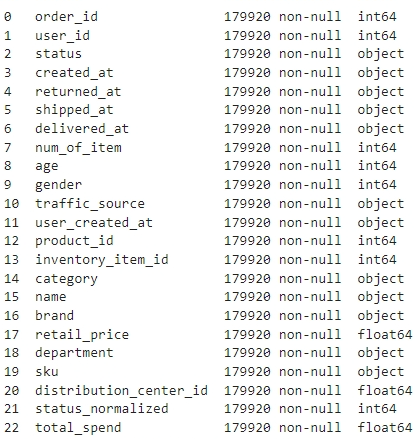 0 order_id 179920 non-null int64
1 user_id 179920 non-null int64
2 status 179920 non-null object
3 created_at 179920 non-null object
4 returned_at 179920 non-null object
5 shipped_at 179920 non-null object
6 delivered_at 179920 non-null object
7 num_of_item 179920 non-null int64
8 age 179920 non-null int64
9 gender 179920 non-null int64
10 traffic_source 179920 non-null object
11 user_created_at 179920 non-null object
12 product_id 179920 non-null int64
13 inventory_item_id 179920 non-null int64
14 category 179920 non-null object
15 name 179920 non-null object
16 brand 179920 non-null object
17 retail_price 179920 non-null float64
18 department 179920 non-null object
19 sku 179920 non-null object
20 distribution_center_id 179920 non-null float64
21 status_normalized 179920 non-null int64
22 total_spend 179920 non-null float64